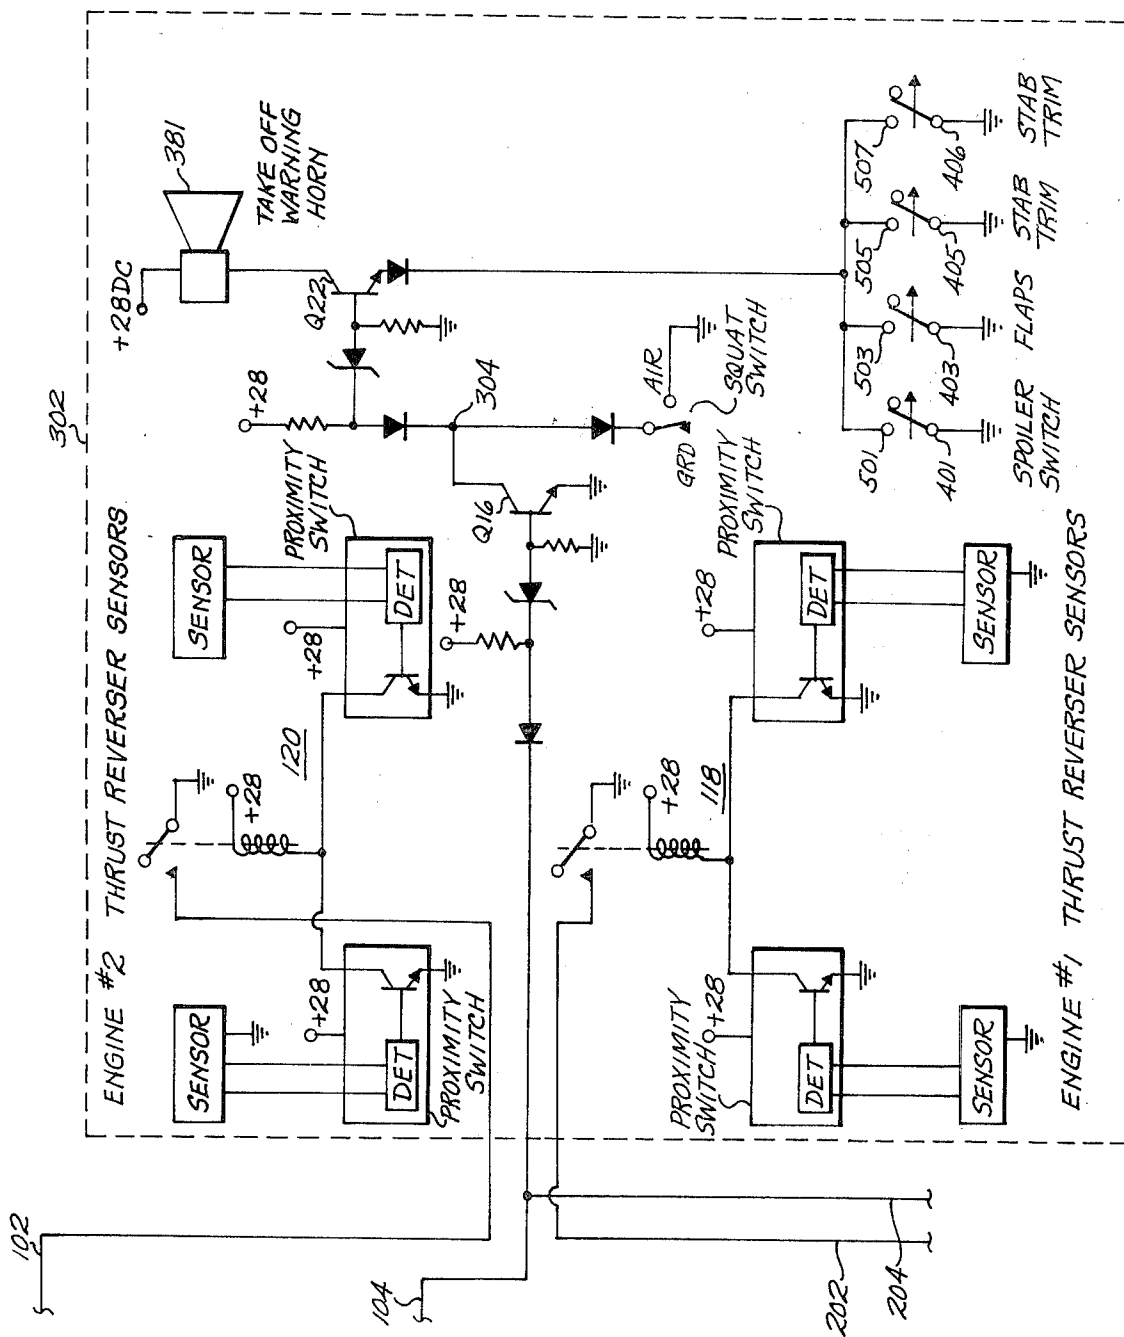 302
ENGINE #2 THRUST REVERSER SENSORS
+28DC
381
TAKE OFF
WARNING
HORN
SENSOR
SENSOR
+28
+28
+28
+28
120
PROXIMITY
SWITCH
DET
DET
PROXIMITY
SWITCH
Q22
102
104
+28
304
Q16
AIR
GRD
SQUAT
SWITCH
+28
118
PROXIMITY
SWITCH
+28
PROXIMITY
SWITCH
+28
DET
DET
SENSOR
SENSOR
202
204
501
503
505
507
401
403
405
406
SPOILER
SWITCH
FLAPS
STAB
TRIM
STAB
TRIM
ENGINE #1 THRUST REVERSER SENSORS